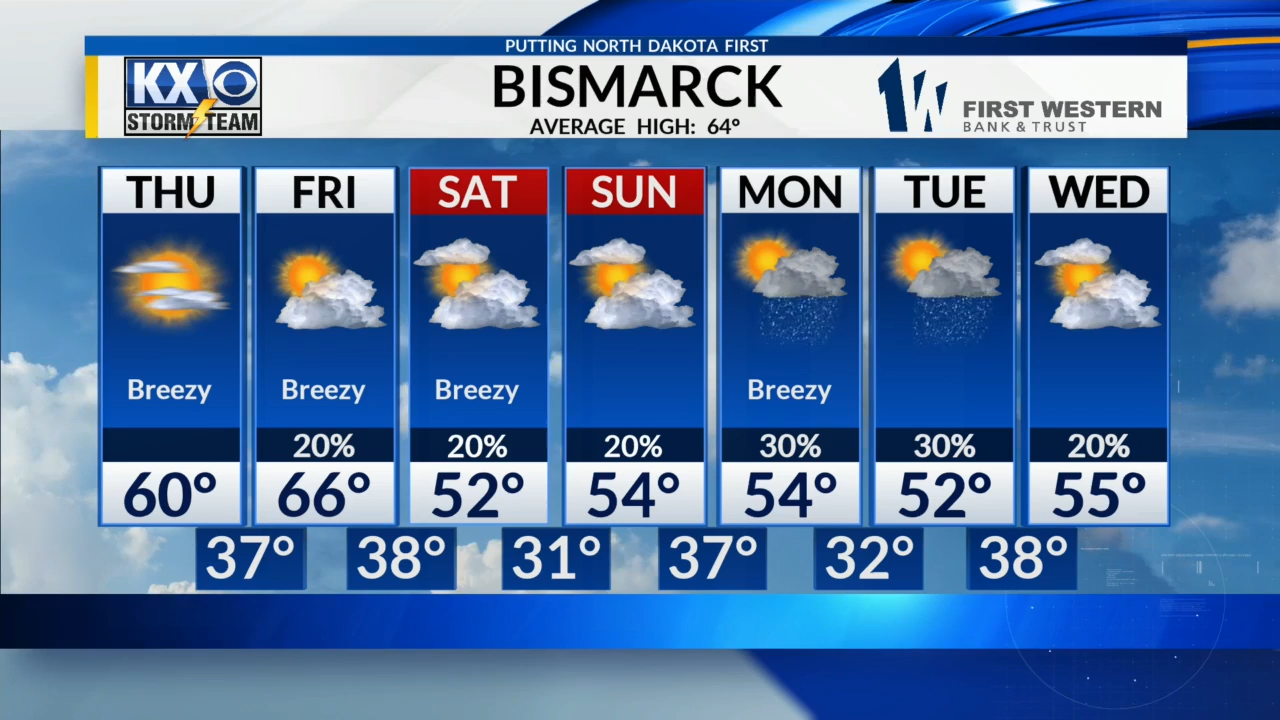 PUTTING NORTH DAKOTA FIRST
KX
STORM TEAM
BISMARCK
AVERAGE HIGH: 64°
FIRST WESTERN
BANK & TRUST
THU FRI SAT SUN MON TUE WED
Breezy Breezy Breezy Breezy
20% 20% 20% 30% 30% 20%
60° 66° 52° 54° 54° 52° 55°
37° 38° 31° 37° 32° 38°